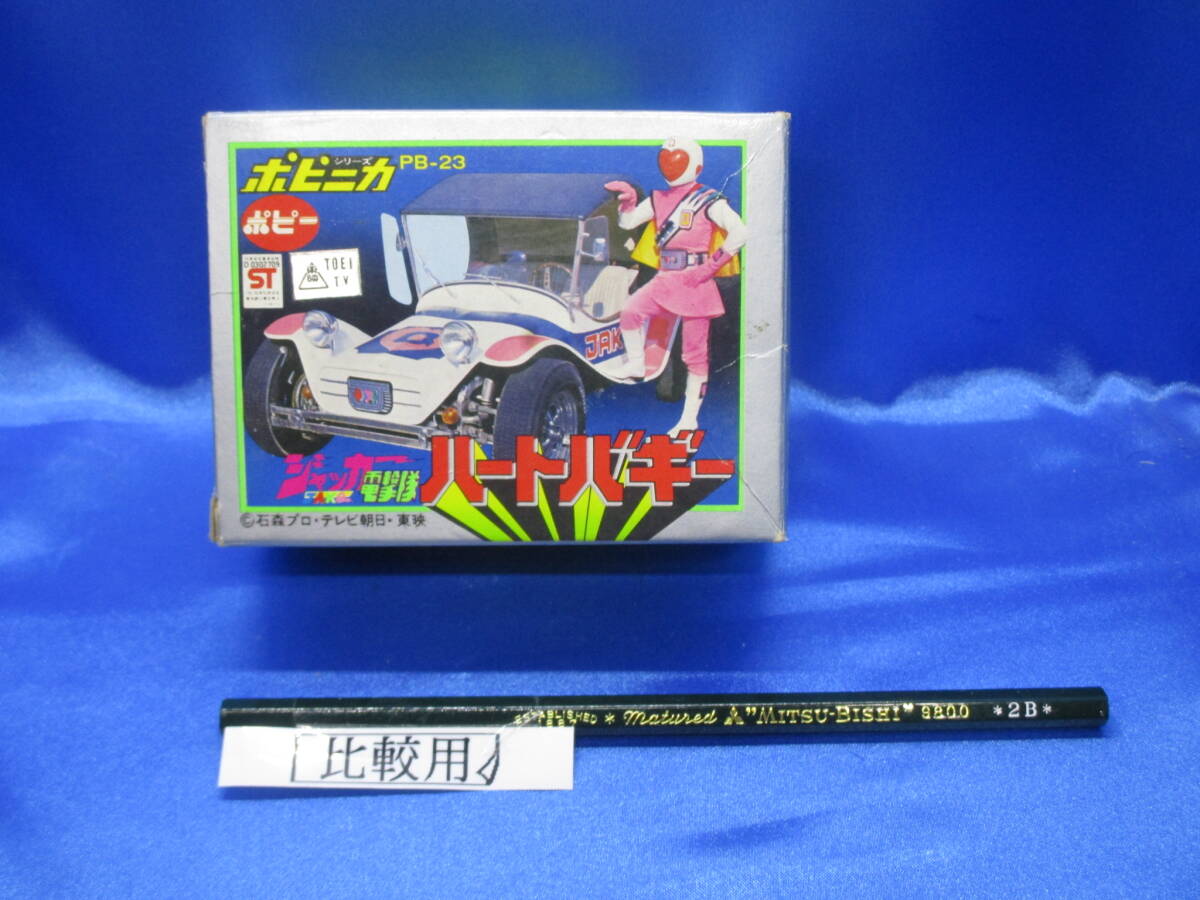 ポピニカ シリーズ PB-23
ポピー
D.0302709
ST
TOEI
TV
JAK
ジャッカー電撃隊 ハートバギー
©石森プロ・テレビ朝日・東映
ESTABLISHED * Matured "MITSU-BISHI" 9800 *2B*
比較用